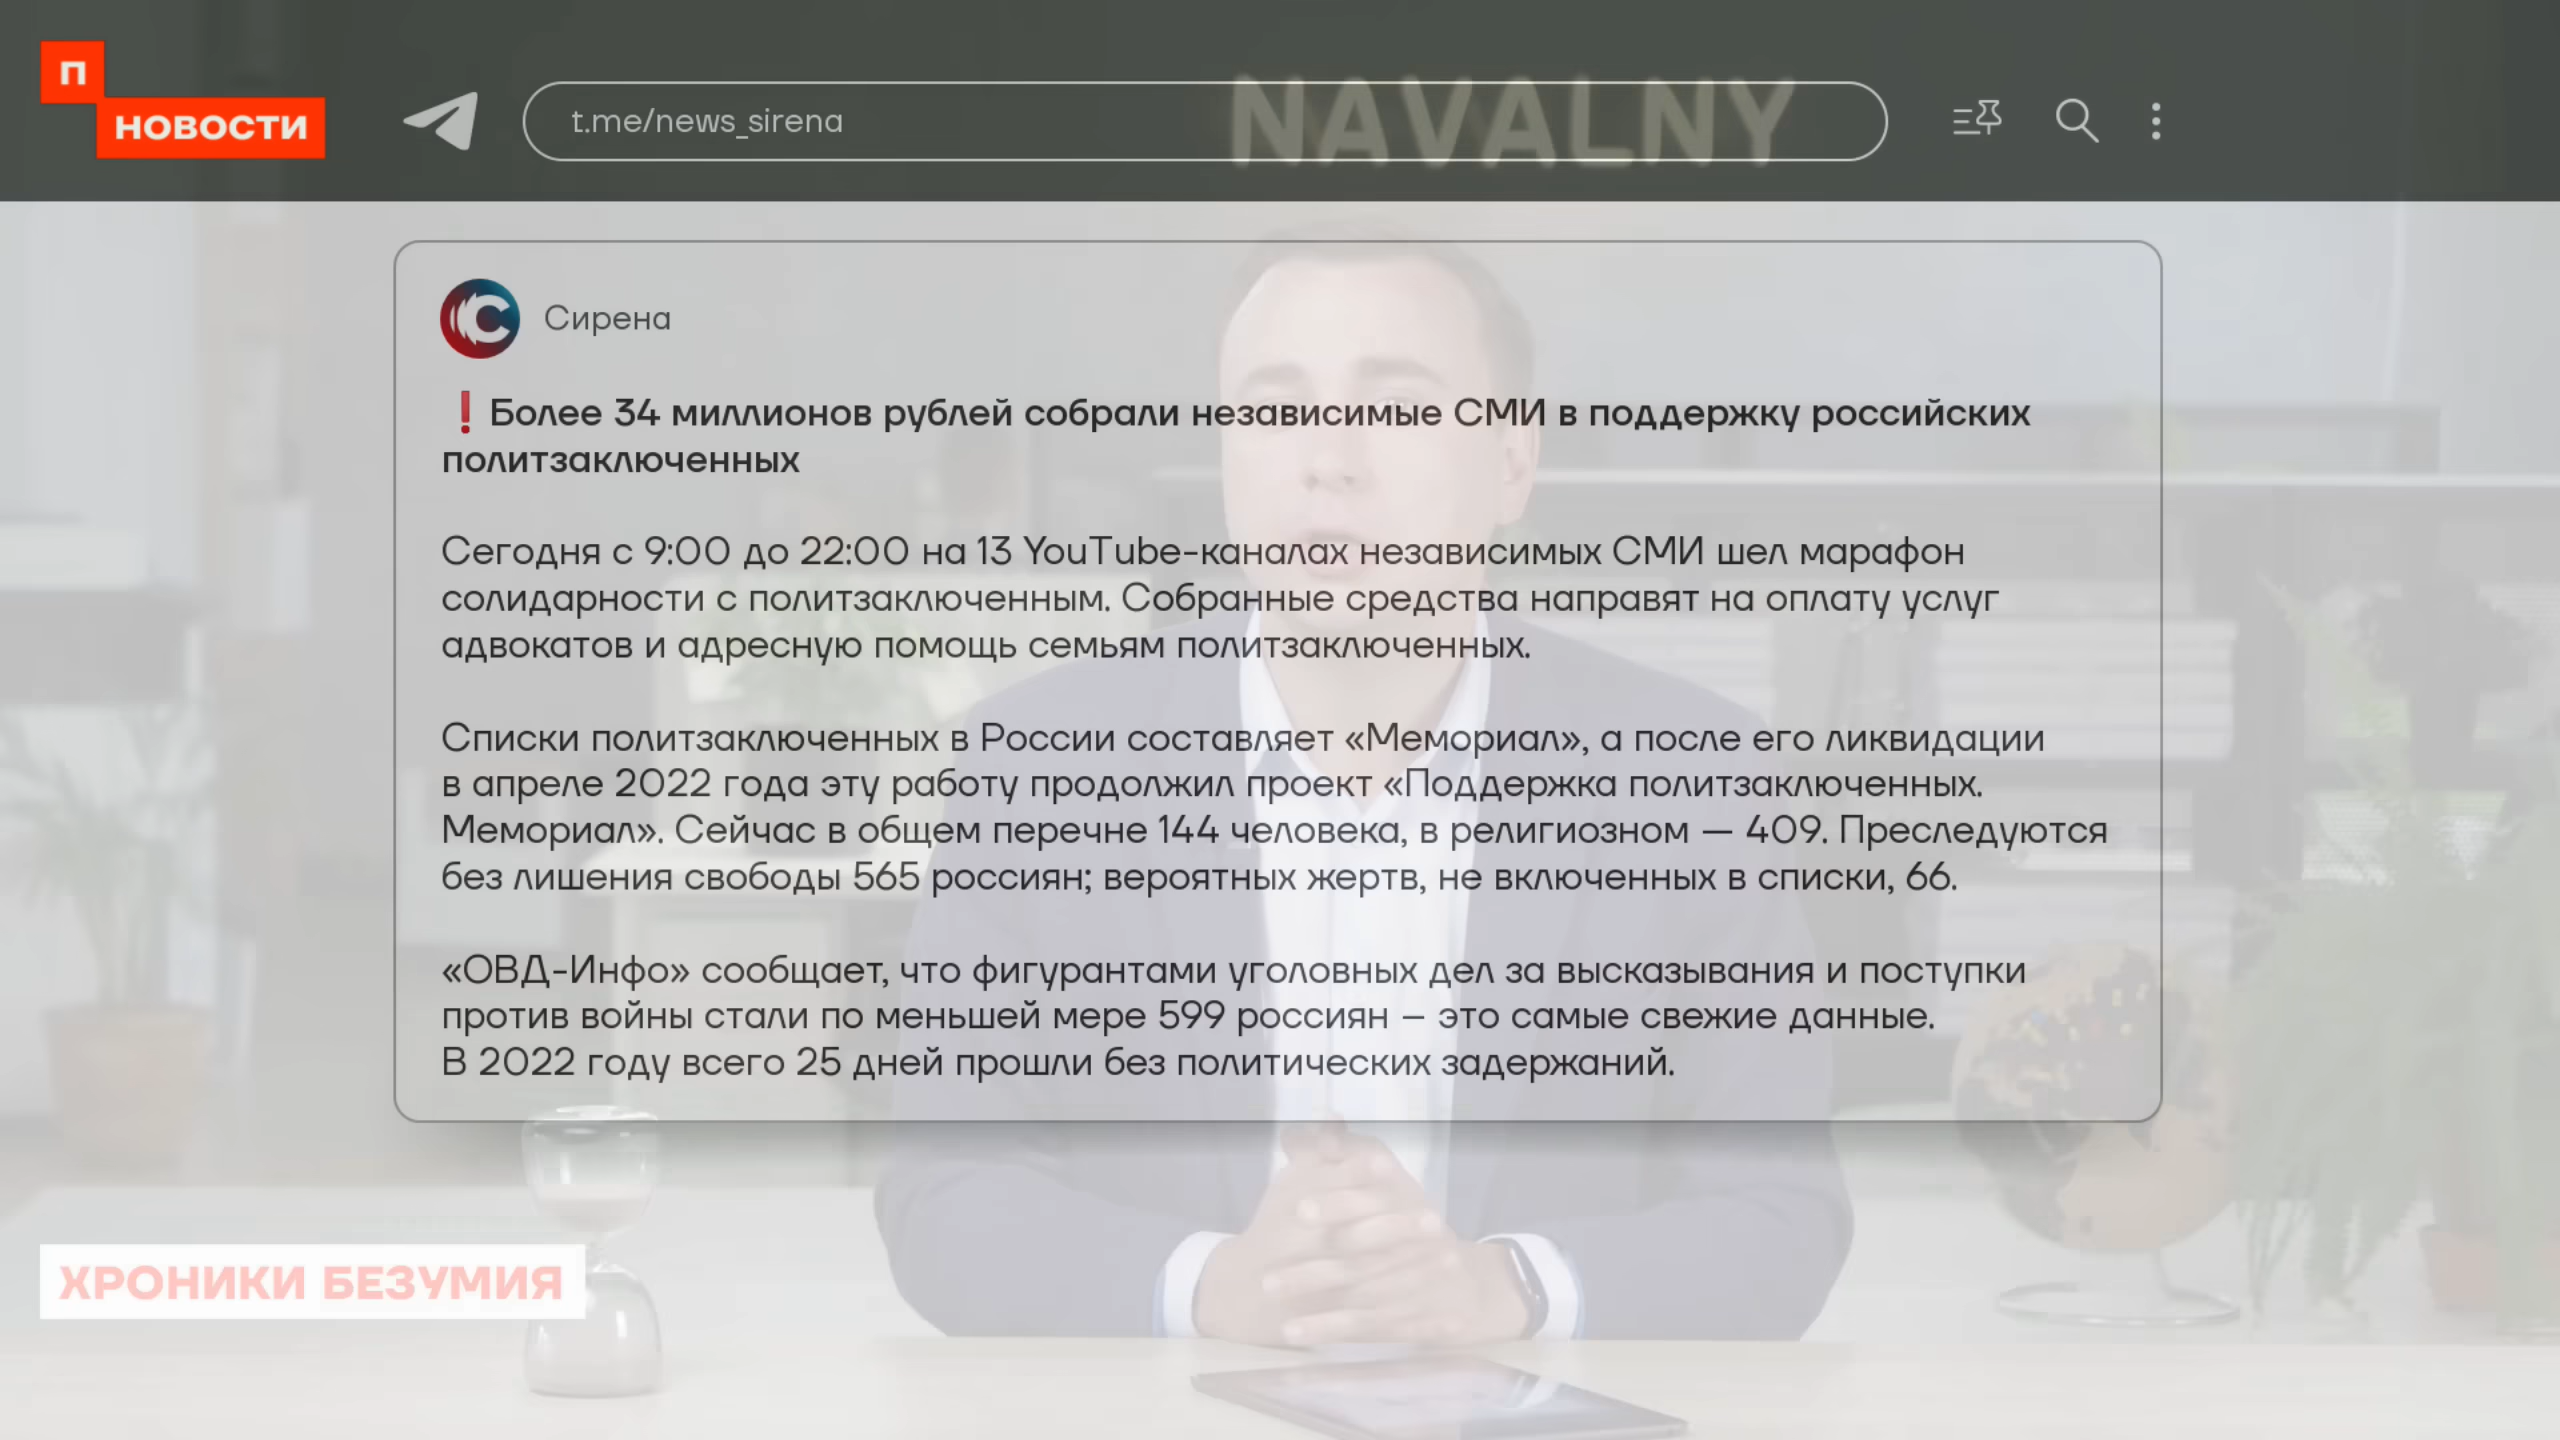 П
НОВОСТИ
t.me/news_sirena
NAVALNY
Сирена
❗Более 34 миллионов рублей собрали независимые СМИ в поддержку российских
политзаключенных
Сегодня с 9:00 до 22:00 на 13 YouTube-каналах независимых СМИ шел марафон
солидарности с политзаключенным. Собранные средства направят на оплату услуг
адвокатов и адресную помощь семьям политзаключенных.
Списки политзаключенных в России составляет «Мемориал», а после его ликвидации
в апреле 2022 года эту работу продолжил проект «Поддержка политзаключенных.
Мемориал». Сейчас в общем перечне 144 человека, в религиозном — 409. Преследуются
без лишения свободы 565 россиян; вероятных жертв, не включенных в списки, 66.
«ОВД-Инфо» сообщает, что фигурантами уголовных дел за высказывания и поступки
против войны стали по меньшей мере 599 россиян – это самые свежие данные.
В 2022 году всего 25 дней прошли без политических задержаний.
ХРОНИКИ БЕЗУМИЯ